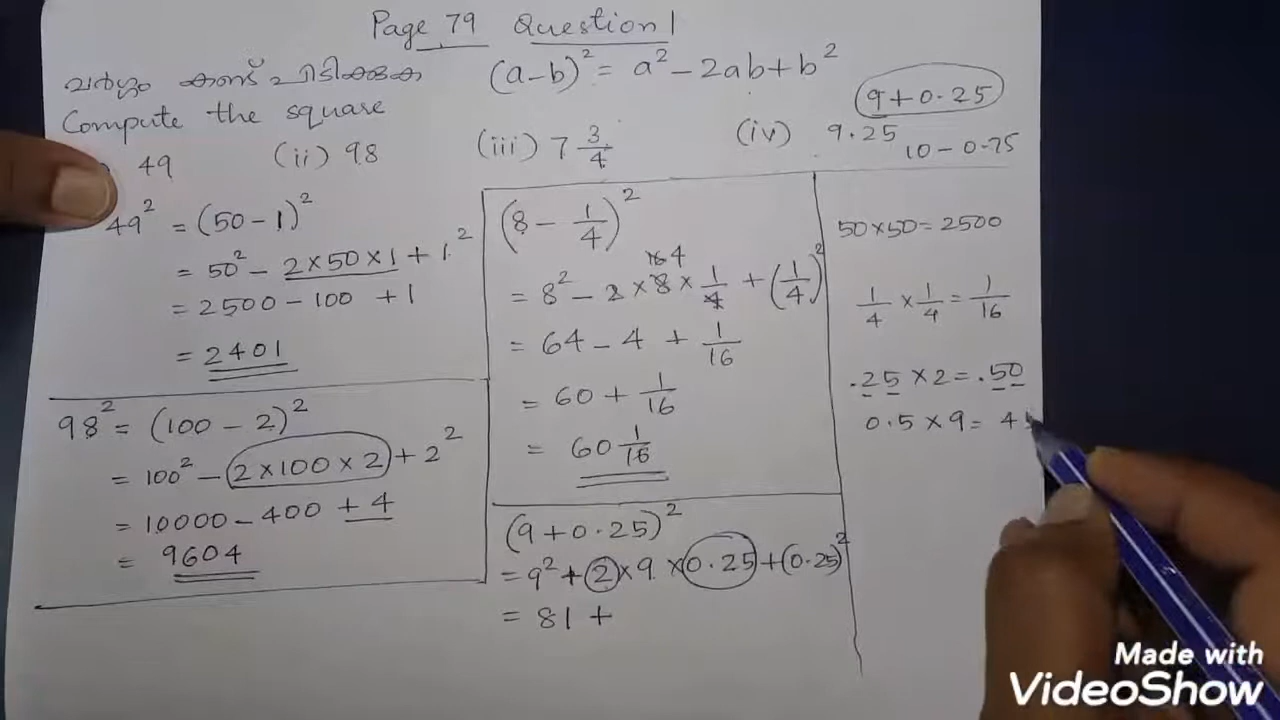 Page 79 Question 1
വർഗ്ഗം കണ്ടുപിടിക്കുക
(a-b)² = a² - 2ab + b²
Compute the square
9 + 0.25
49
(ii) 98
(iii) 7 3/4
(iv) 9.25
10 - 0.75
49² = (50 - 1)²
= 50² - 2×50×1 + 1²
= 2500 - 100 + 1
= 2401
98² = (100 - 2)²
= 100² - 2×100×2 + 2²
= 10000 - 400 + 4
= 9604
(8 - 1/4)²
16 4
= 8² - 2 × 8 × 1/4 + (1/4)²
= 64 - 4 + 1/16
= 60 + 1/16
= 60 1/16
(9 + 0.25)²
= 9² + 2 × 9 × 0.25 + (0.25)²
= 81 +
50×50 = 2500
1/4 × 1/4 = 1/16
.25 × 2 = .50
0.5 × 9 = 45
Made with
VideoShow